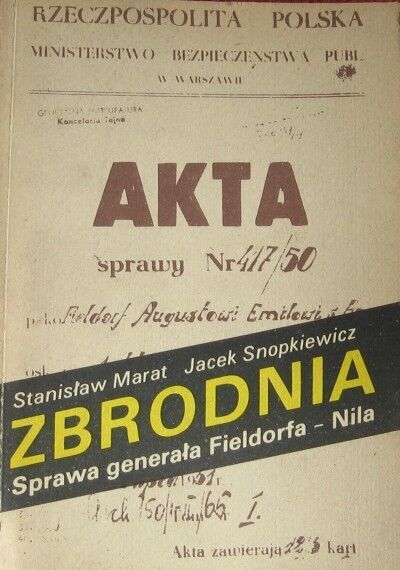 RZECZPOSPOLITA POLSKA
MINISTERSTWO BEZPIECZEŃSTWA PUBL.
W WARSZAWIE
Kancelaria Tajna
AKTA
sprawy Nr 417/50
Fieldorf Augustowi Emilowi
Stanisław Marat Jacek Snopkiewicz
ZBRODNIA
Sprawa generała Fieldorfa – Nila
I.
Akta zawierają kart